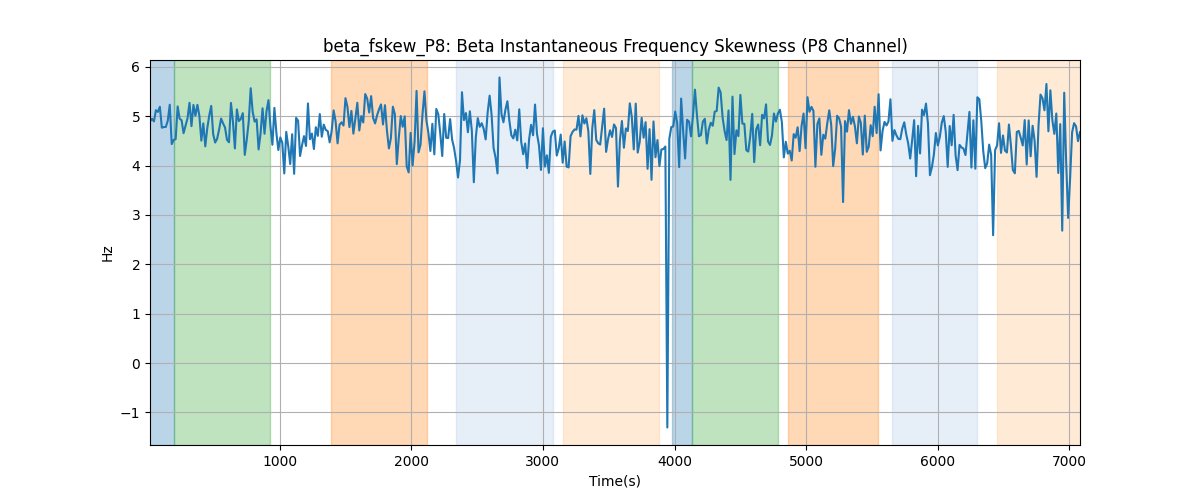 beta_fskew_P8: Beta Instantaneous Frequency Skewness (P8 Channel)
6
5
4
3
2
1
0
−1
Hz
1000 2000 3000 4000 5000 6000 7000
Time(s)